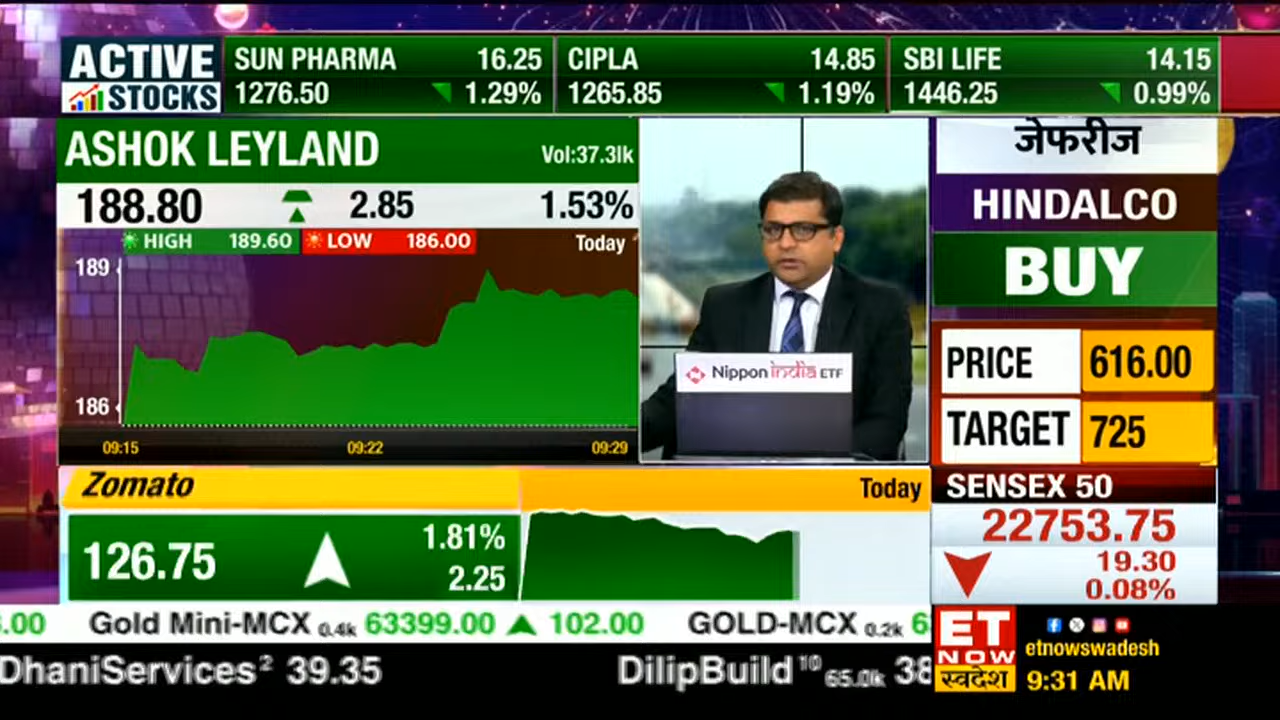 ACTIVE STOCKS
SUN PHARMA 16.25
1276.50 1.29%
CIPLA 14.85
1265.85 1.19%
SBI LIFE 14.15
1446.25 0.99%
ASHOK LEYLAND Vol:37.3lk
188.80 2.85 1.53%
HIGH 189.60 LOW 186.00 Today
189
186
09:15 09:22 09:29
Nippon india ETF
जेफरीज
HINDALCO
BUY
PRICE 616.00
TARGET 725
Zomato Today
126.75 1.81%
2.25
SENSEX 50
22753.75
19.30
0.08%
.00 Gold Mini-MCX 0.4k 63399.00 102.00 GOLD-MCX 0.2k 6
DhaniServices 2 39.35 DilipBuild 10 65.0k 38
ET NOW स्वदेश
etnowswadesh
9:31 AM